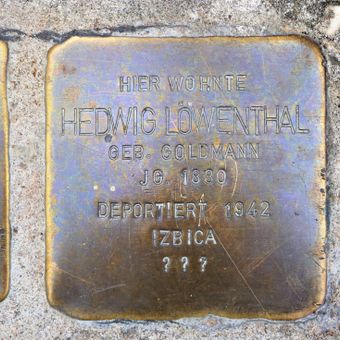 HIER WOHNTE
HEDWIG LÖWENTHAL
GEB. GOLDMANN
JG. 1880
DEPORTIERT 1942
IZBICA
? ? ?